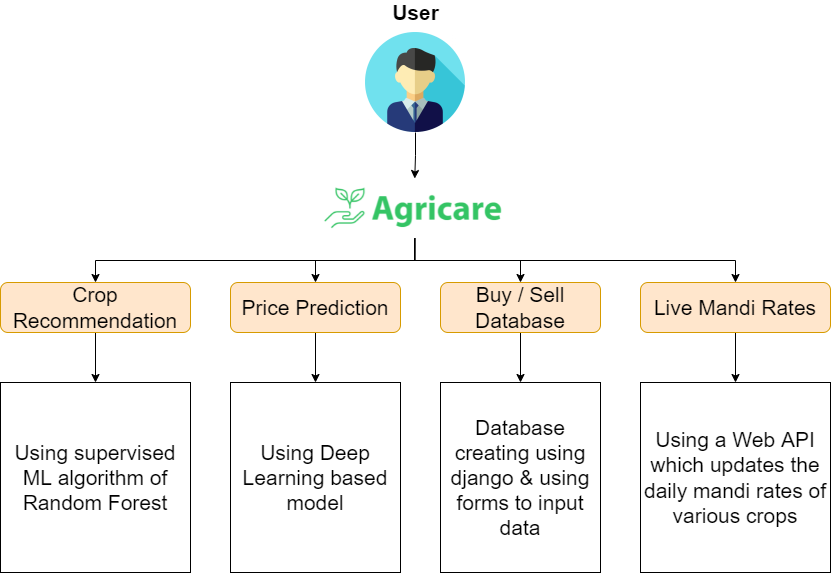 User
Agricare
Crop
Recommendation
Price Prediction
Buy / Sell
Database
Live Mandi Rates
Using supervised
ML algorithm of
Random Forest
Using Deep
Learning based
model
Database
creating using
django & using
forms to input
data
Using a Web API
which updates the
daily mandi rates of
various crops